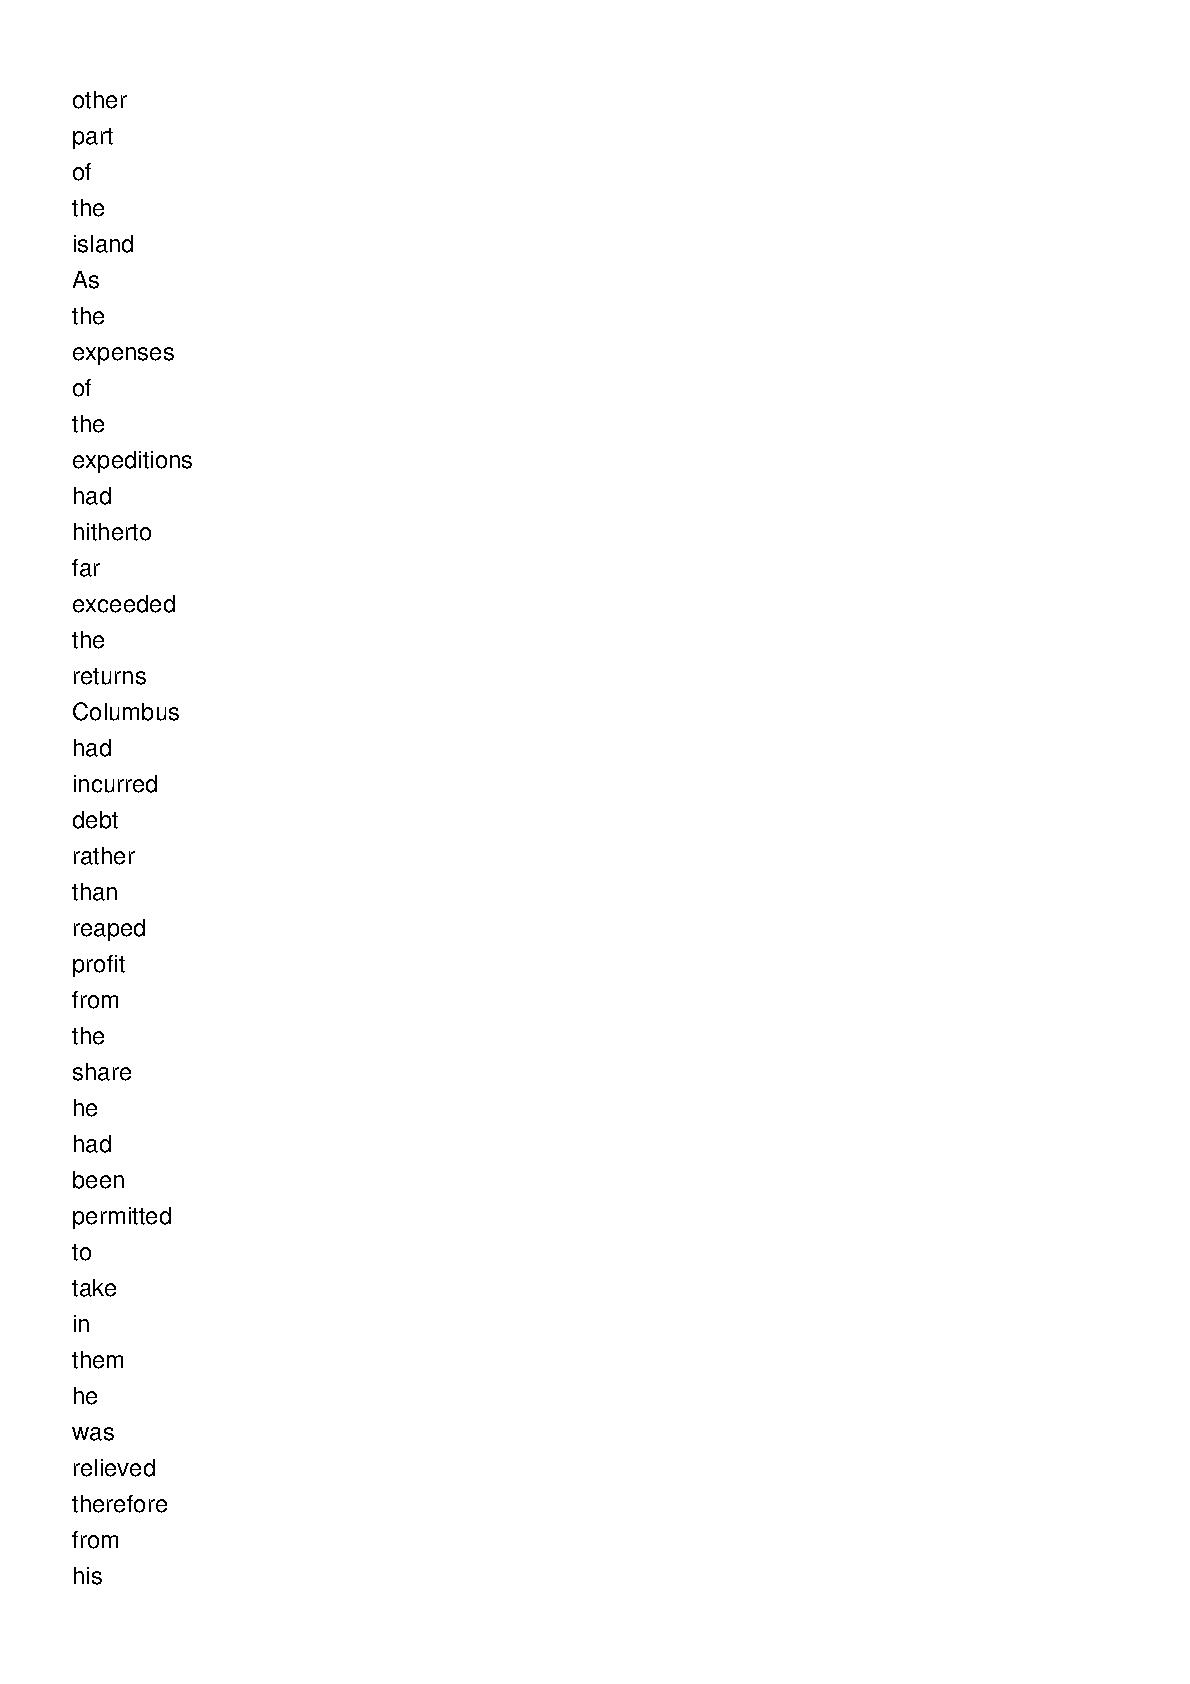 other
part
of
the
island
As
the
expenses
of
the
expeditions
had
hitherto
far
exceeded
the
returns
Columbus
had
incurred
debt
rather
than
reaped
profit
from
the
share
he
had
been
permitted
to
take
in
them
he
was
relieved
therefore
from
his